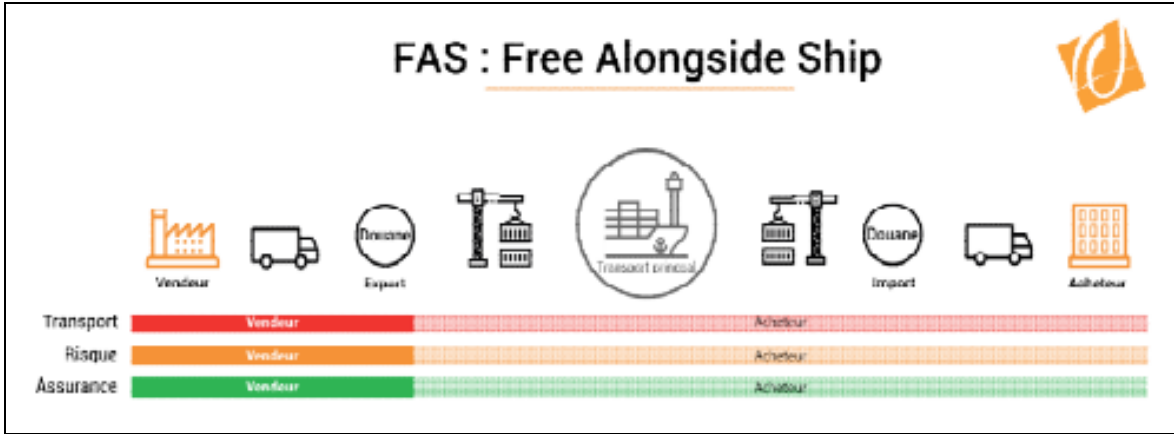 FAS : Free Alongside Ship
Douane
Transport principal
Douane
Vendeur
Export
Import
Acheteur
Transport Vendeur Acheteur
Risque Vendeur Acheteur
Assurance Vendeur Acheteur